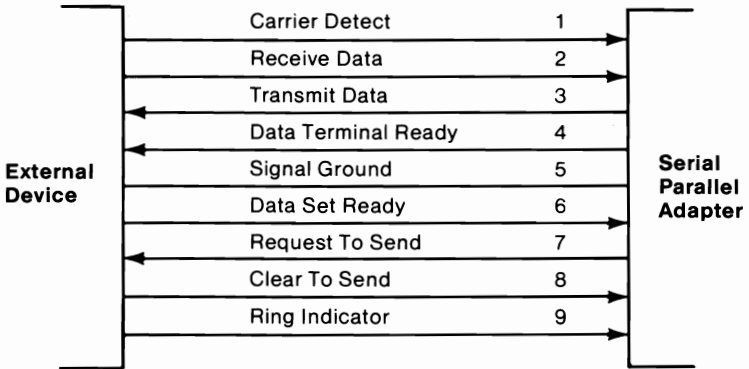 Carrier Detect 1
Receive Data 2
Transmit Data 3
Data Terminal Ready 4
Signal Ground 5
Data Set Ready 6
Request To Send 7
Clear To Send 8
Ring Indicator 9
External
Device
Serial
Parallel
Adapter